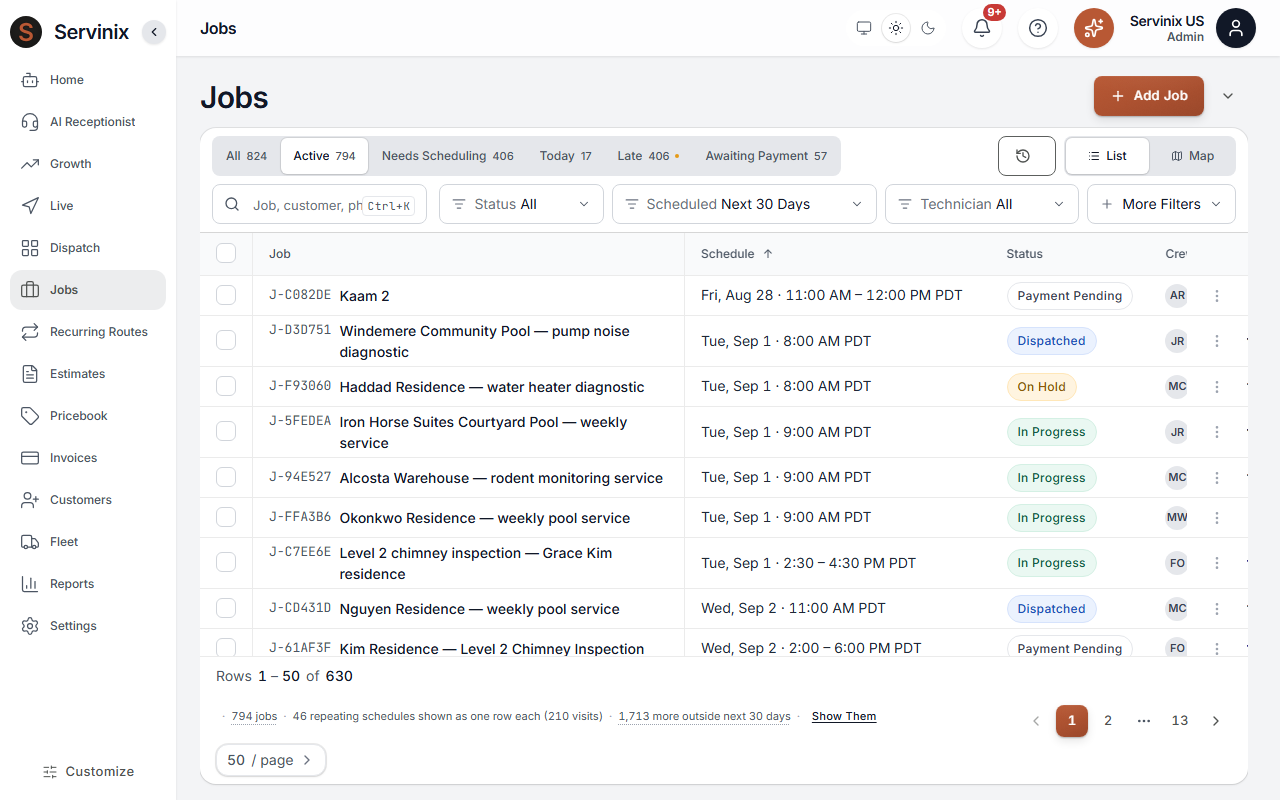 S Servinix
Jobs
9+
Servinix US
Admin
Home
AI Receptionist
Growth
Live
Dispatch
Jobs
Recurring Routes
Estimates
Pricebook
Invoices
Customers
Fleet
Reports
Settings
Customize
Jobs
+ Add Job
All 824 Active 794 Needs Scheduling 406 Today 17 Late 406 • Awaiting Payment 57
List Map
Job, customer, ph Ctrl+K
Status All
Scheduled Next 30 Days
Technician All
+ More Filters
Job Schedule ↑ Status Crew
J-C082DE Kaam 2 Fri, Aug 28 · 11:00 AM – 12:00 PM PDT Payment Pending AR
J-D3D751 Windemere Community Pool — pump noise
diagnostic Tue, Sep 1 · 8:00 AM PDT Dispatched JR
J-F93060 Haddad Residence — water heater diagnostic Tue, Sep 1 · 8:00 AM PDT On Hold MC
J-5FEDEA Iron Horse Suites Courtyard Pool — weekly
service Tue, Sep 1 · 9:00 AM PDT In Progress JR
J-94E527 Alcosta Warehouse — rodent monitoring service Tue, Sep 1 · 9:00 AM PDT In Progress MC
J-FFA3B6 Okonkwo Residence — weekly pool service Tue, Sep 1 · 9:00 AM PDT In Progress MW
J-C7EE6E Level 2 chimney inspection — Grace Kim
residence Tue, Sep 1 · 2:30 – 4:30 PM PDT In Progress FO
J-CD431D Nguyen Residence — weekly pool service Wed, Sep 2 · 11:00 AM PDT Dispatched MC
J-61AF3F Kim Residence — Level 2 Chimney Inspection Wed, Sep 2 · 2:00 – 6:00 PM PDT Payment Pending FO
Rows 1 – 50 of 630
· 794 jobs · 46 repeating schedules shown as one row each (210 visits) · 1,713 more outside next 30 days · Show Them
1 2 ••• 13
50 / page